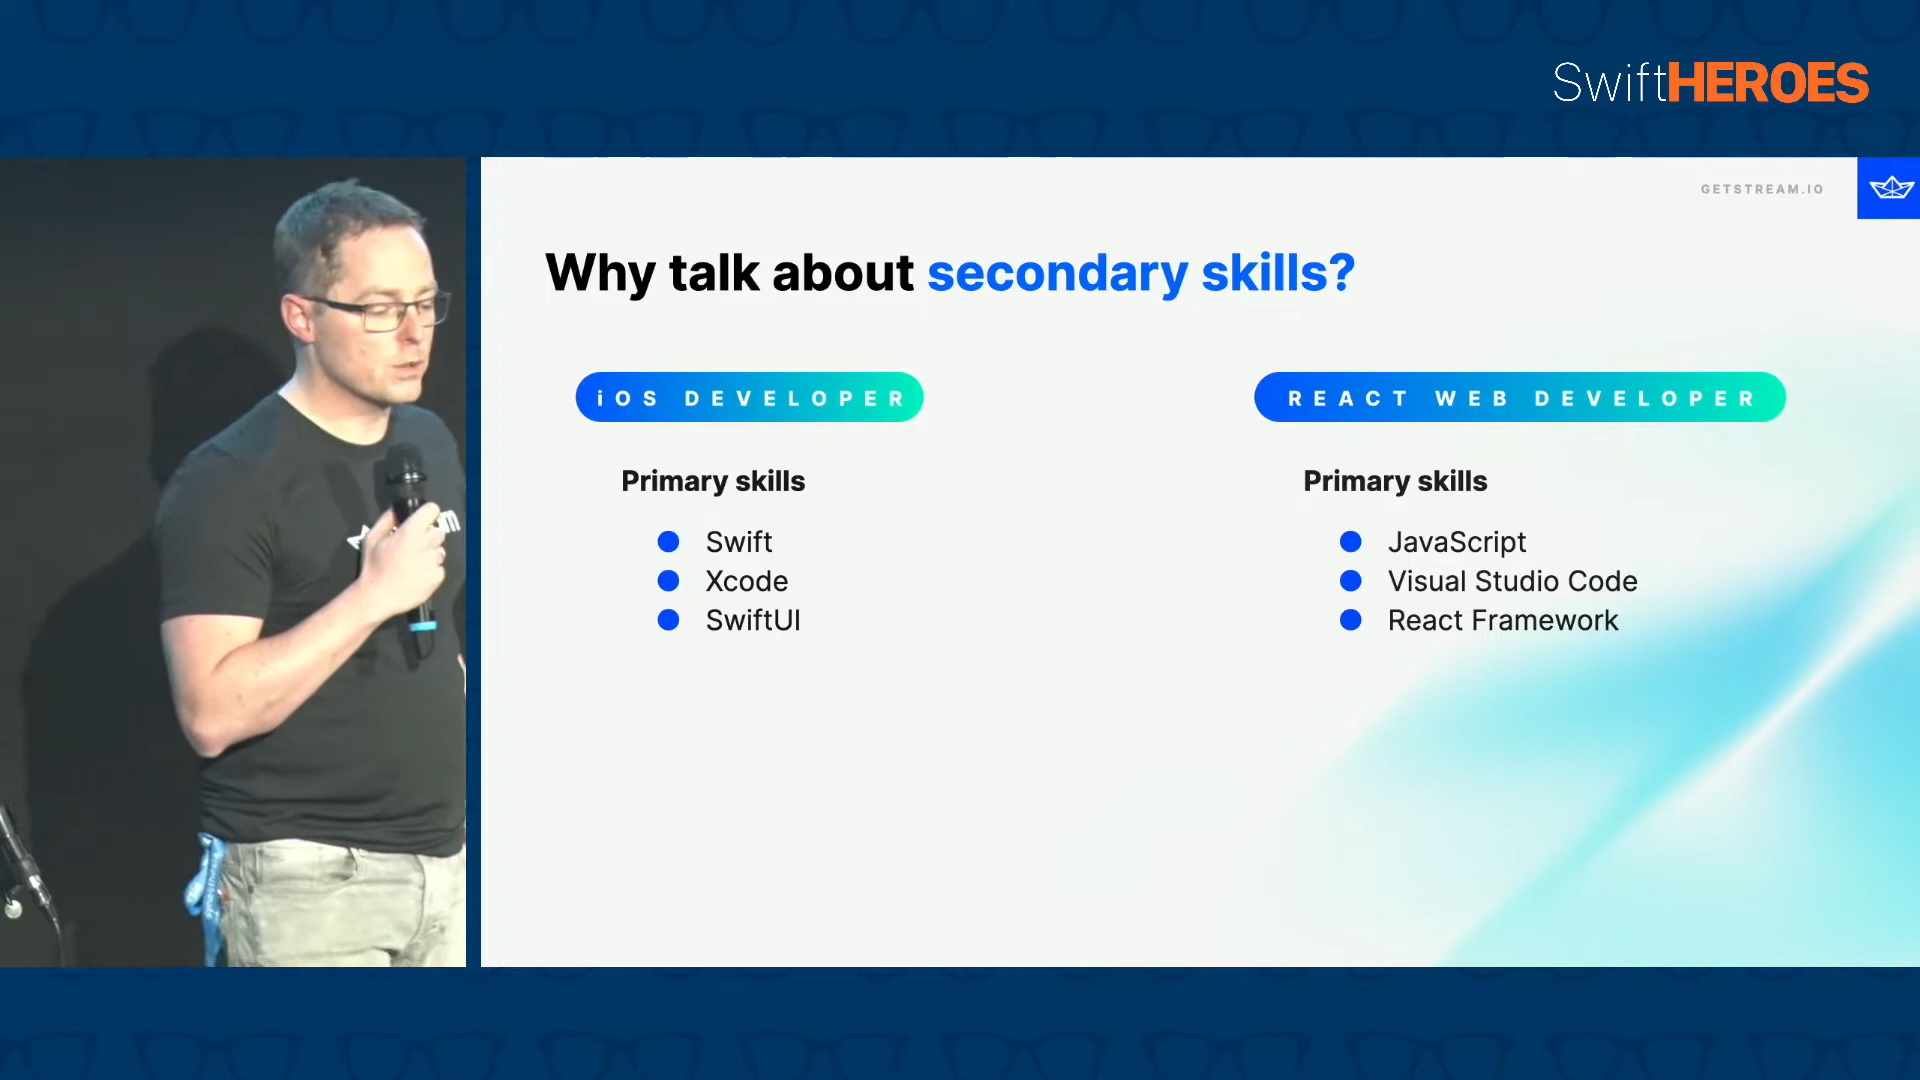 SwiftHEROES
GETSTREAM.IO
Why talk about secondary skills?
iOS DEVELOPER
Primary skills
Swift
Xcode
SwiftUI
REACT WEB DEVELOPER
Primary skills
JavaScript
Visual Studio Code
React Framework